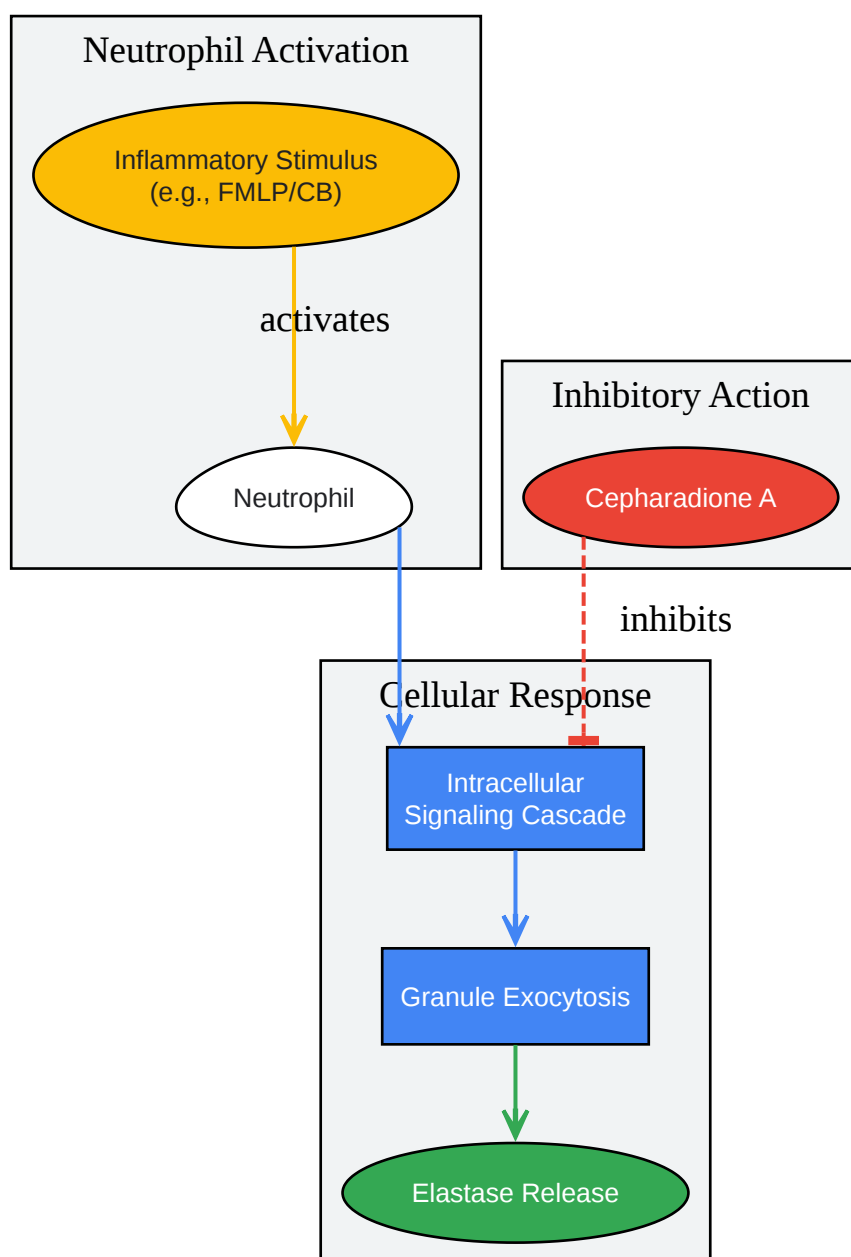 Neutrophil Activation
Inflammatory Stimulus
(e.g., FMLP/CB)
activates
Neutrophil
Inhibitory Action
Cepharadione A
inhibits
Cellular Response
Intracellular
Signaling Cascade
Granule Exocytosis
Elastase Release